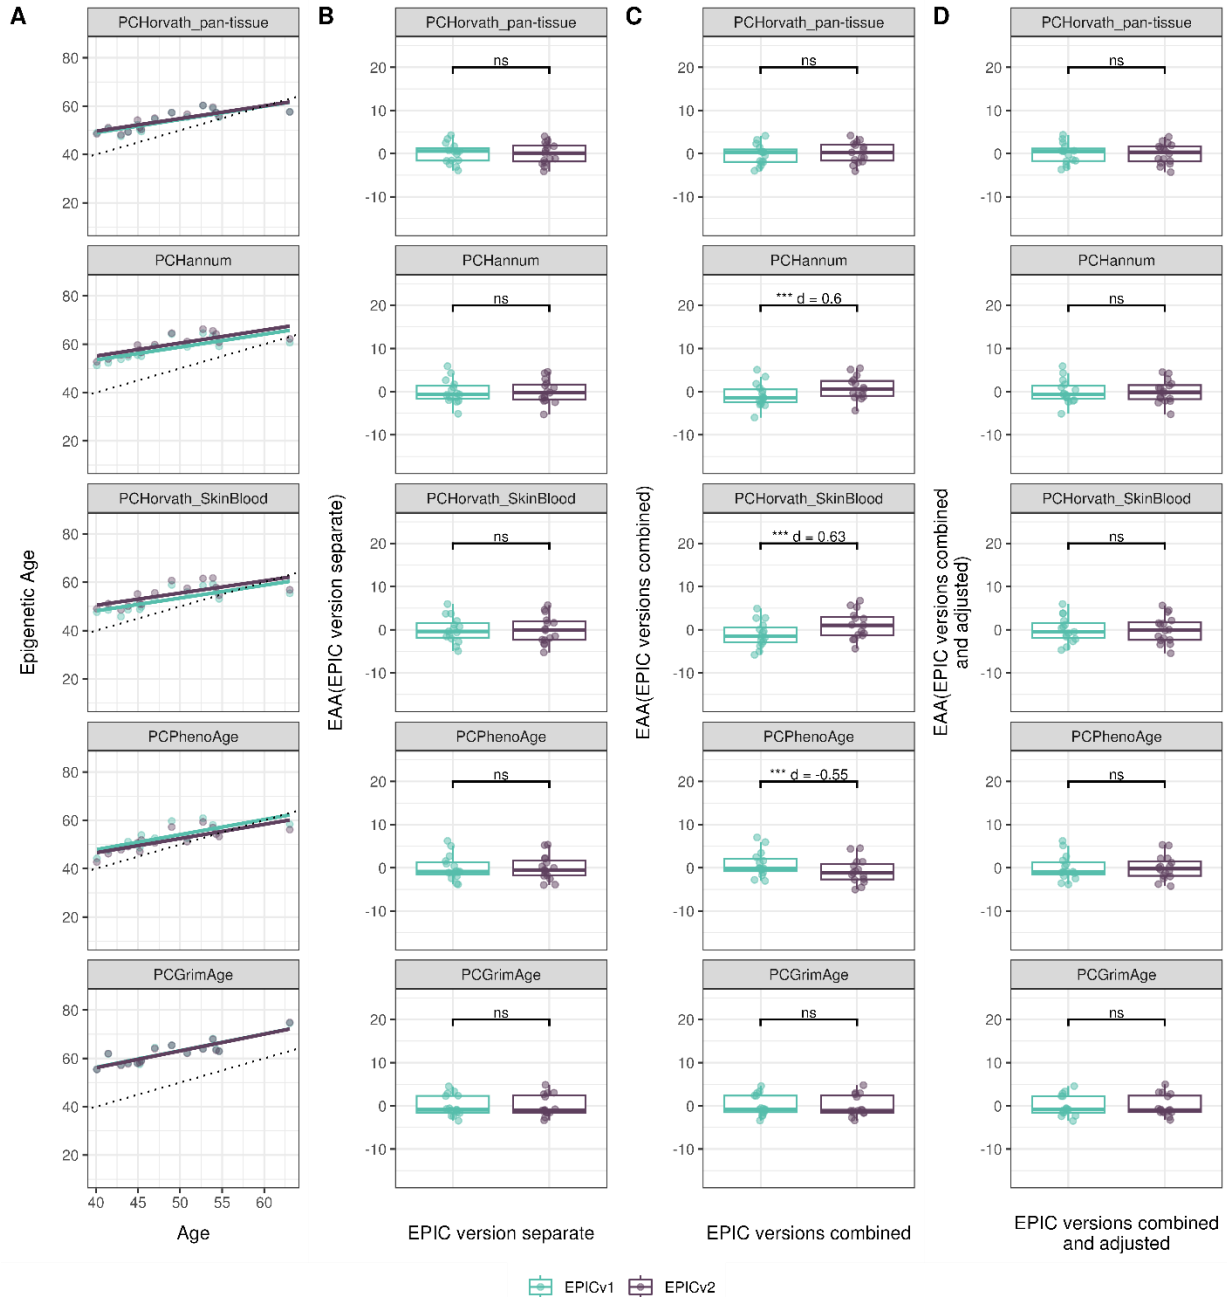 A
B
C
D
PCHorvath_pan-tissue
PCHorvath_pan-tissue
PCHorvath_pan-tissue
PCHorvath_pan-tissue
80
60
40
20
20
10
0
-10
ns
20
10
0
-10
ns
20
10
0
-10
ns
PCHannum
PCHannum
PCHannum
PCHannum
80
60
40
20
20
10
0
-10
ns
20
10
0
-10
*** d = 0.6
20
10
0
-10
ns
PCHorvath_SkinBlood
PCHorvath_SkinBlood
PCHorvath_SkinBlood
PCHorvath_SkinBlood
Epigenetic Age
80
60
40
20
EAA(EPIC version separate)
20
10
0
-10
ns
EAA(EPIC versions combined)
20
10
0
-10
*** d = 0.63
EAA(EPIC versions combined
and adjusted)
20
10
0
-10
ns
PCPhenoAge
PCPhenoAge
PCPhenoAge
PCPhenoAge
80
60
40
20
20
10
0
-10
ns
20
10
0
-10
*** d = -0.55
20
10
0
-10
ns
PCGrimAge
PCGrimAge
PCGrimAge
PCGrimAge
80
60
40
20
20
10
0
-10
ns
20
10
0
-10
ns
20
10
0
-10
ns
40 45 50 55 60
Age
EPIC version separate
EPIC versions combined
EPIC versions combined
and adjusted
EPICv1 EPICv2